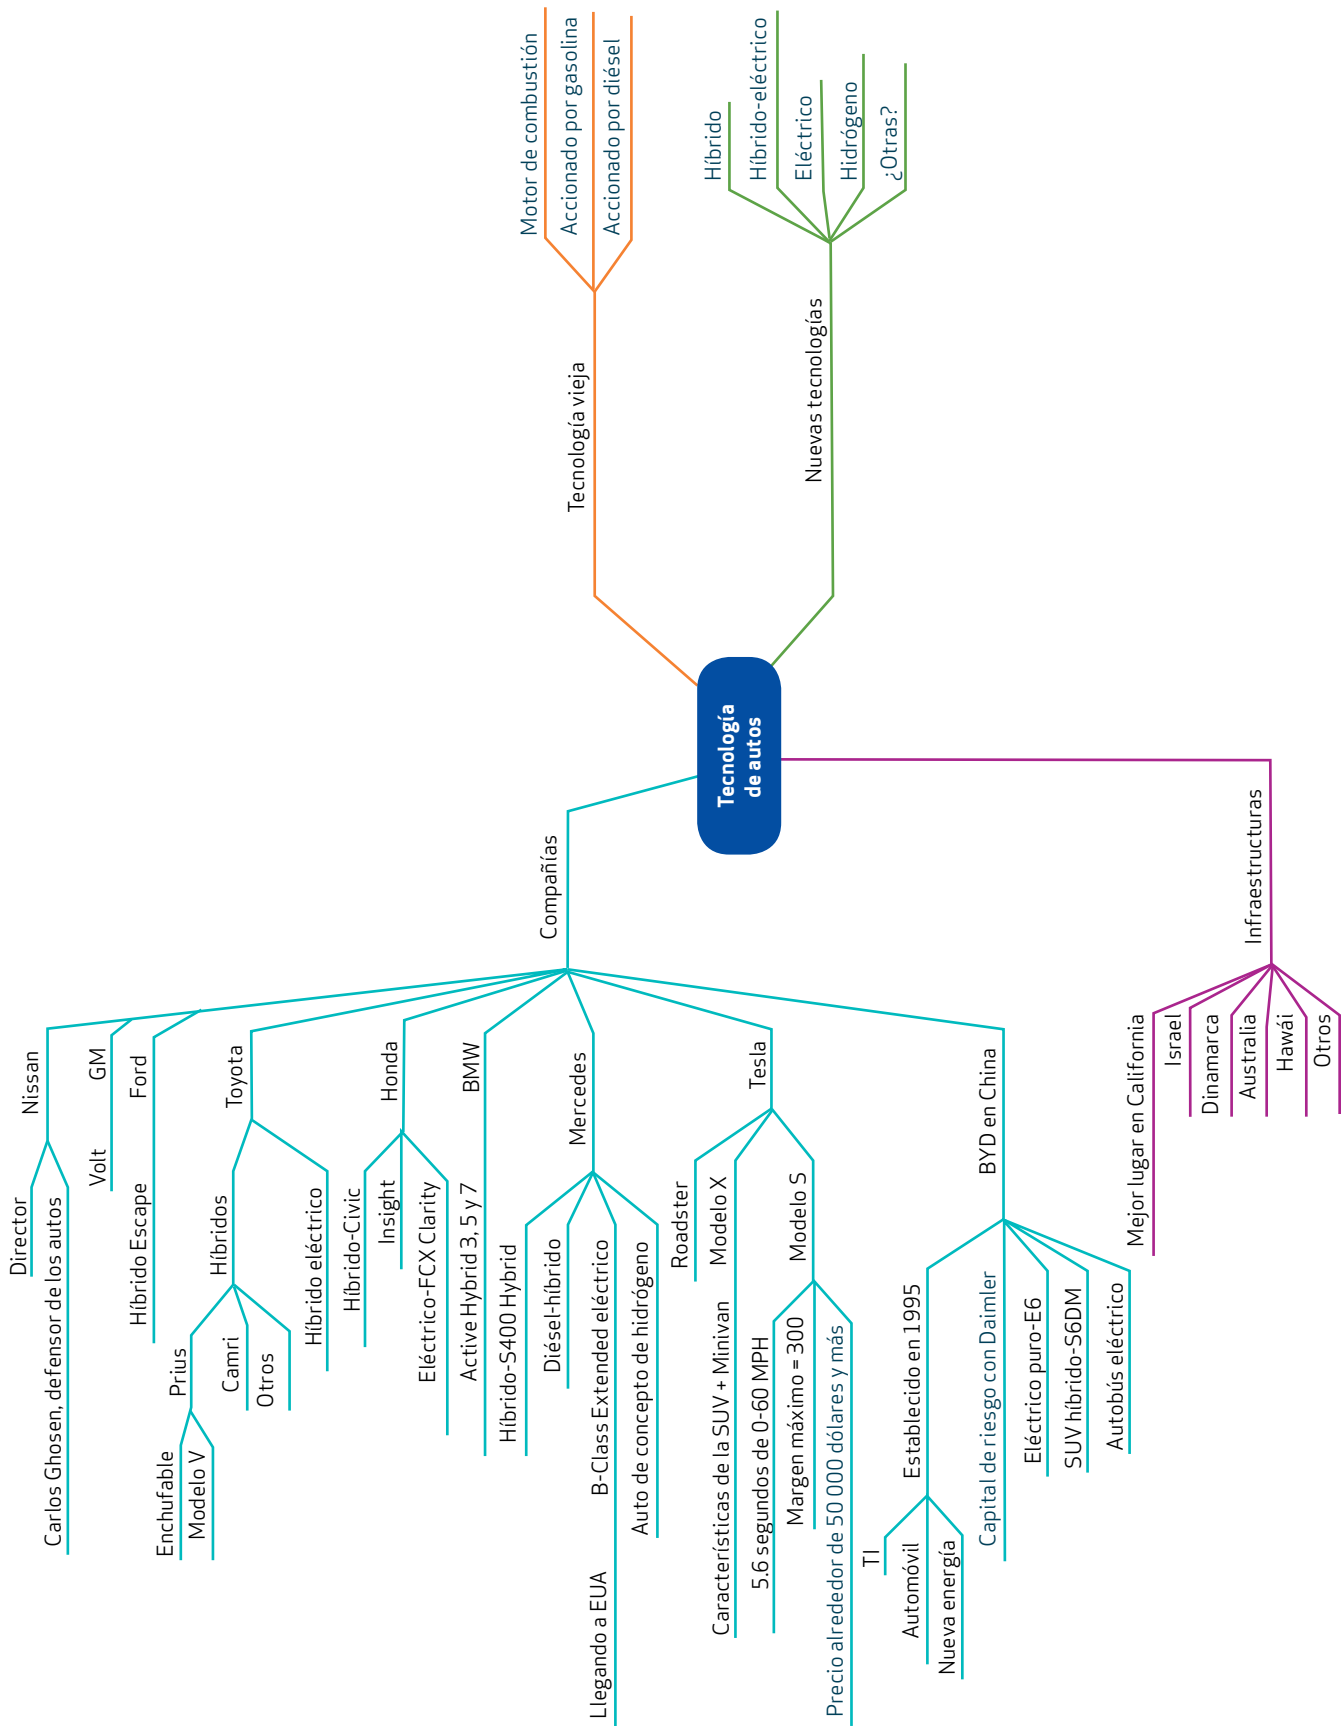 Tecnología
de autos
Tecnología vieja
Motor de combustión
Accionado por gasolina
Accionado por diésel
Nuevas tecnologías
Híbrido
Híbrido-eléctrico
Eléctrico
Hidrógeno
¿Otras?
Compañías
Nissan
Director
Carlos Ghosen, defensor de los autos
GM
Volt
Ford
Híbrido Escape
Toyota
Híbridos
Prius
Enchufable
Modelo V
Camri
Otros
Híbrido eléctrico
Honda
Híbrido-Civic
Insight
Eléctrico-FCX Clarity
BMW
Active Hybrid 3, 5 y 7
Mercedes
Híbrido-S400 Hybrid
Diésel-híbrido
B-Class Extended eléctrico
Llegando a EUA
Auto de concepto de hidrógeno
Tesla
Roadster
Modelo X
Características de la SUV + Minivan
Modelo S
5.6 segundos de 0-60 MPH
Margen máximo = 300
Precio alrededor de 50 000 dólares y más
BYD en China
Establecido en 1995
TI
Automóvil
Nueva energía
Capital de riesgo con Daimler
Eléctrico puro-E6
SUV híbrido-S6DM
Autobús eléctrico
Infraestructuras
Mejor lugar en California
Israel
Dinamarca
Australia
Hawái
Otros